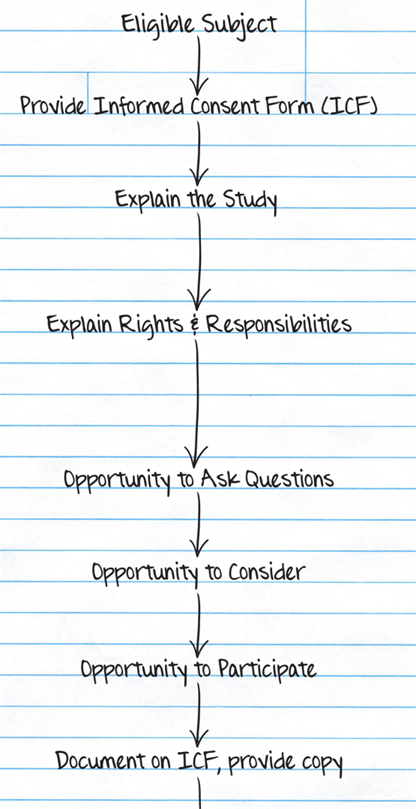 Eligible Subject
Provide Informed Consent Form (ICF)
Explain the Study
Explain Rights & Responsibilities
Opportunity to Ask Questions
Opportunity to Consider
Opportunity to Participate
Document on ICF, provide copy